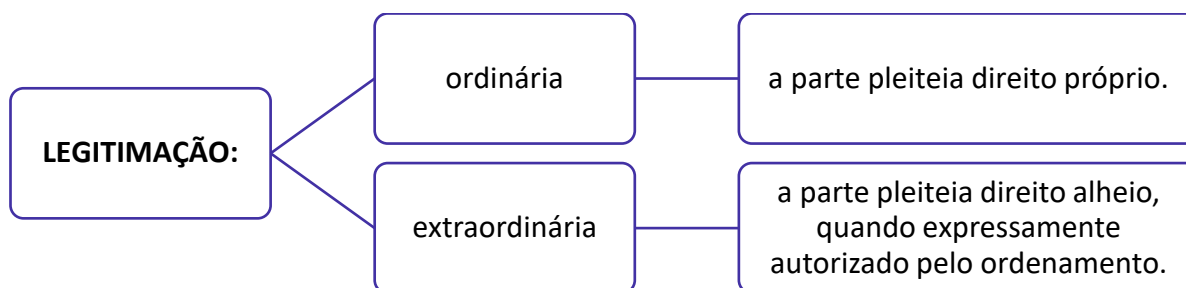 LEGITIMAÇÃO:
ordinária
a parte pleiteia direito próprio.
extraordinária
a parte pleiteia direito alheio,
quando expressamente
autorizado pelo ordenamento.